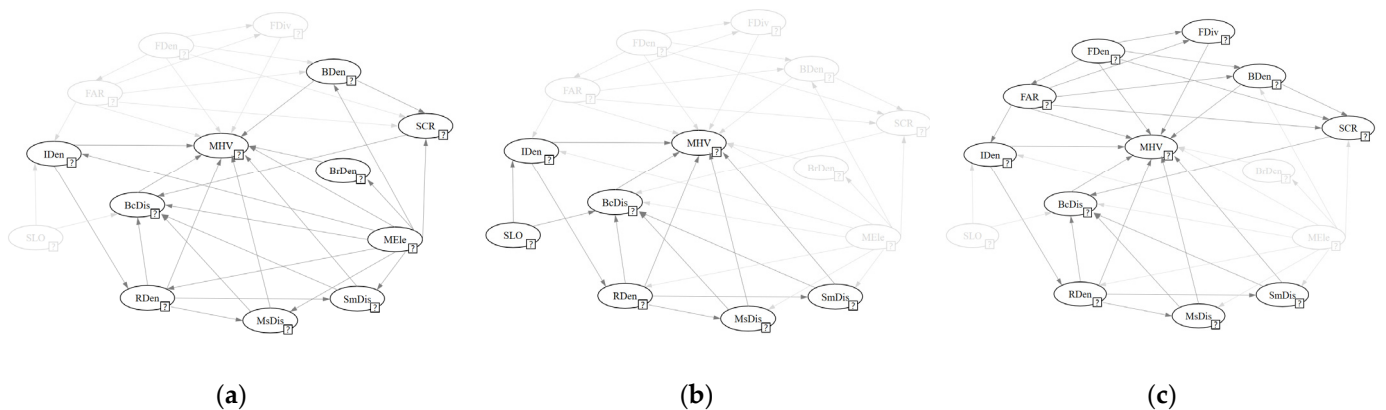 FDiv
FDen
BDen
FAR
SCR
MHV
IDen
BrDen
BcDis
SLO
MEle
RDen
SmDis
MsDis
(a)
FDiv
FDen
BDen
FAR
SCR
MHV
IDen
BrDen
BcDis
SLO
MEle
RDen
SmDis
MsDis
(b)
FDiv
FDen
BDen
FAR
SCR
MHV
IDen
BrDen
BcDis
SLO
MEle
RDen
SmDis
MsDis
(c)